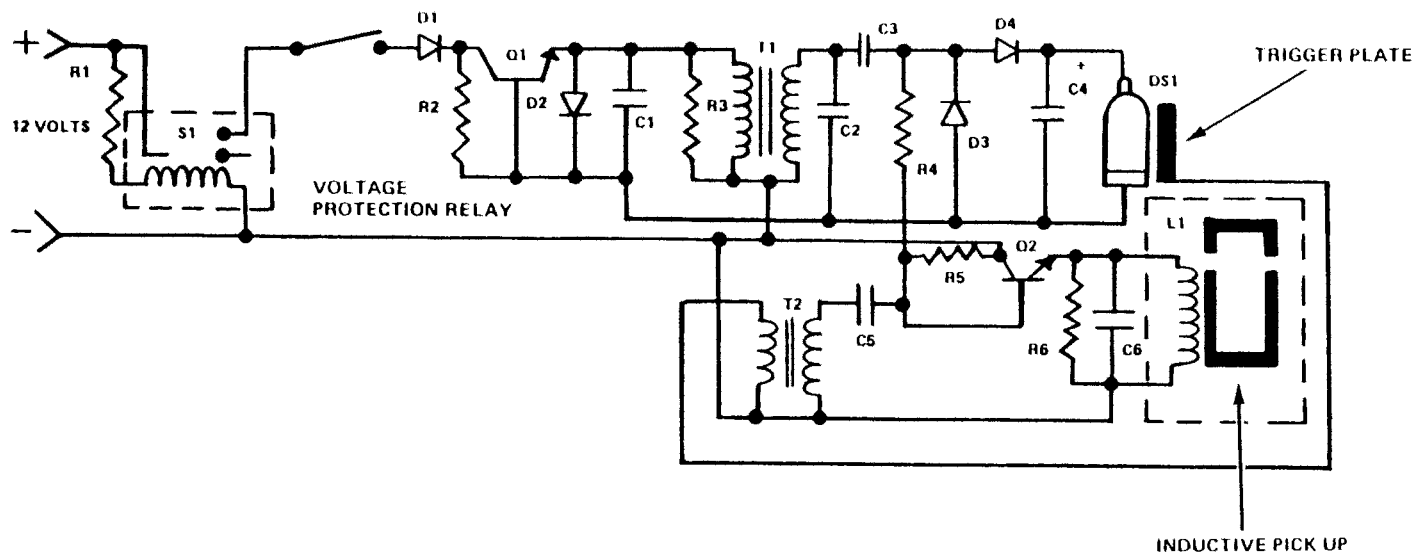 +
R1
12 VOLTS
S1
VOLTAGE
PROTECTION RELAY
-
D1
R2
Q1
D2
C1
R3
T1
C2
C3
R4
D3
D4
+
C4
DS1
TRIGGER PLATE
L1
Q2
R5
T2
C5
R6
C6
INDUCTIVE PICK UP